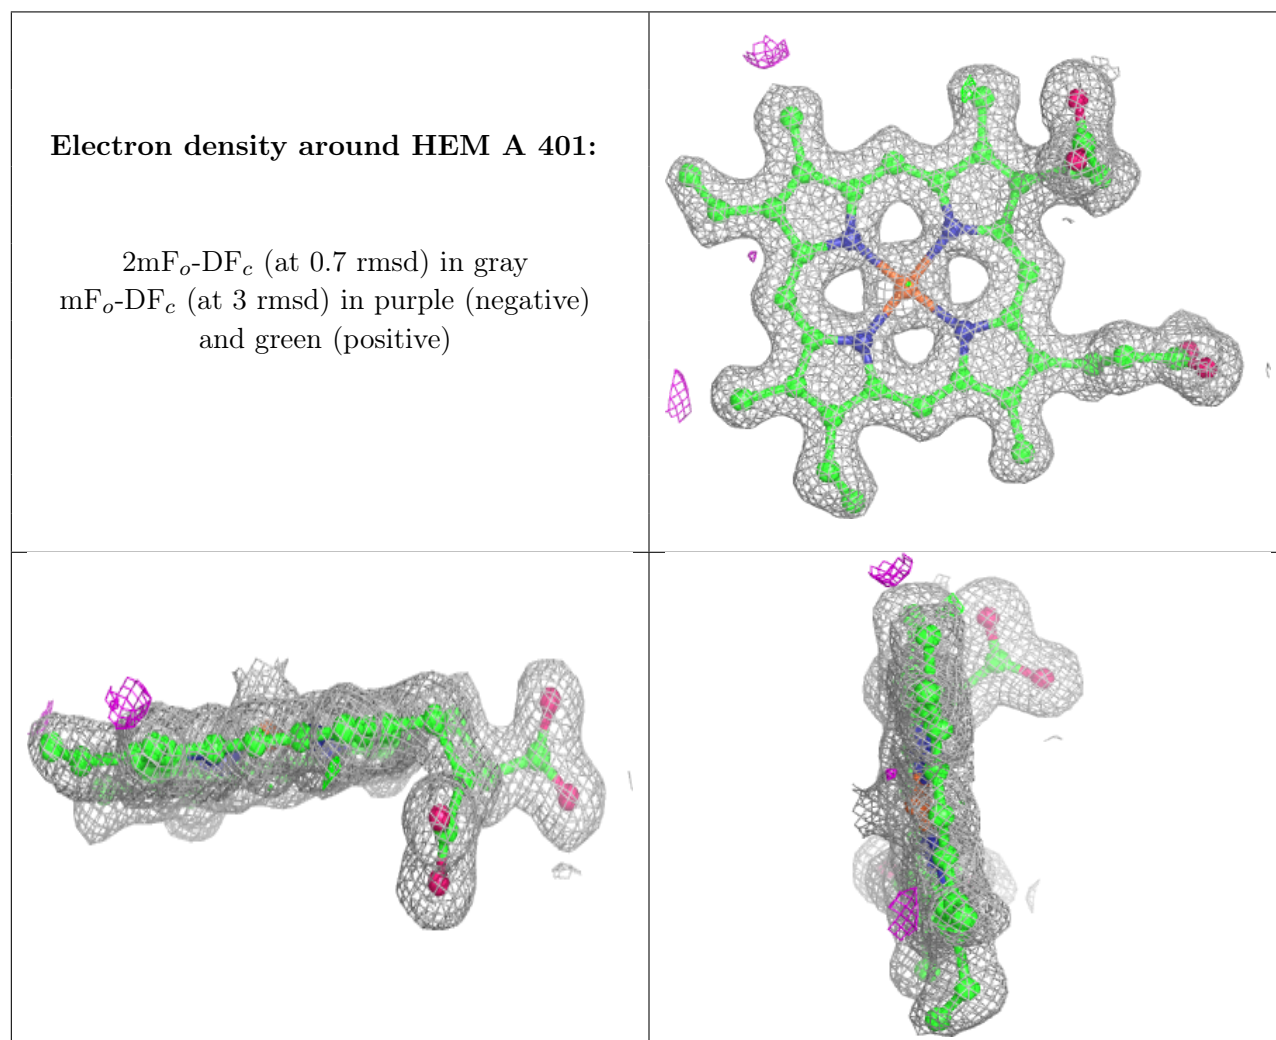 Electron density around HEM A 401:
2mFₒ-DF𝑐 (at 0.7 rmsd) in gray
mFₒ-DF𝑐 (at 3 rmsd) in purple (negative)
and green (positive)